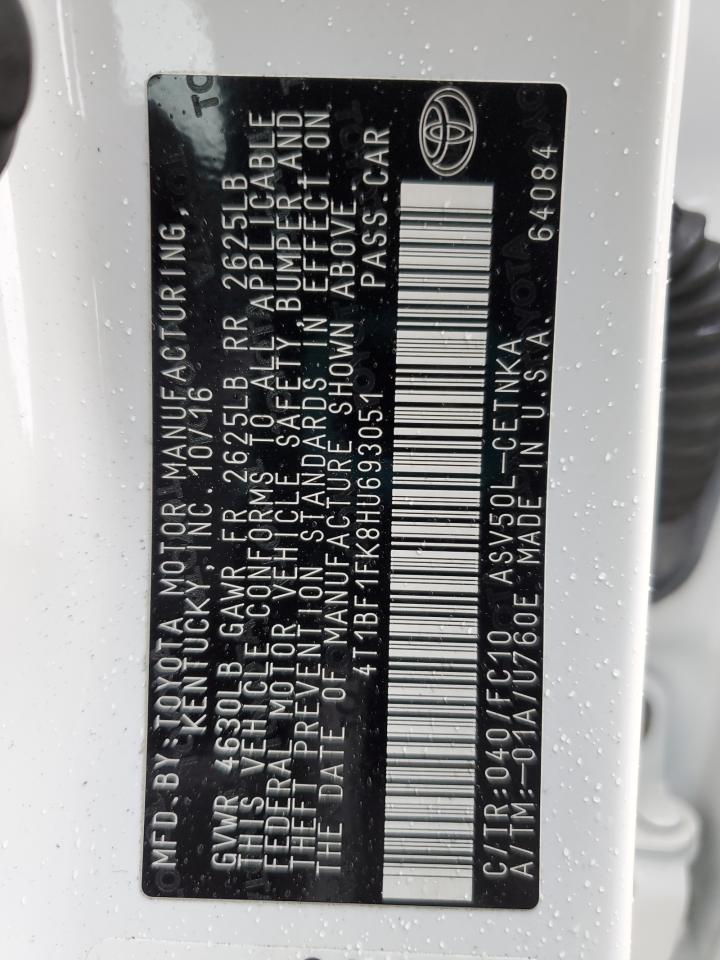 MFD.BY:TOYOTA MOTOR MANUFACTURING,
KENTUCKY,INC. 10/16
GVWR 4630LB GAWR FR 2625LB RR 2625LB
THIS VEHICLE CONFORMS TO ALL APPLICABLE
FEDERAL MOTOR VEHICLE SAFETY,BUMPER,AND
THEFT PREVENTION STANDARDS IN EFFECT ON
THE DATE OF MANUFACTURE SHOWN ABOVE.
4T1BF1FK8HU693051 PASS.CAR
C/TR:040/FC10 ASV50L-CETNKA 64084
A/TM:-01A/U760E MADE IN U.S.A.